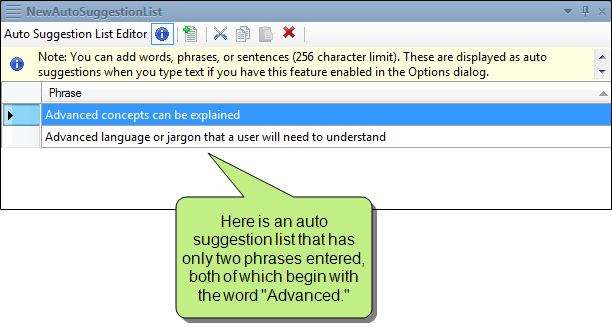 NewAutoSuggestionList
Auto Suggestion List Editor
Note: You can add words, phrases, or sentences (256 character limit). These are displayed as auto
suggestions when you type text if you have this feature enabled in the Options dialog.
Phrase
Advanced concepts can be explained
Advanced language or jargon that a user will need to understand
Here is an auto
suggestion list that has
only two phrases entered,
both of which begin with
the word "Advanced."